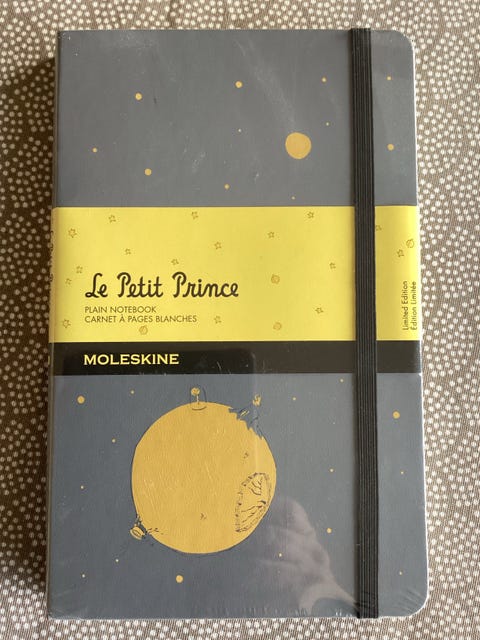 Le Petit Prince
PLAIN NOTEBOOK
CARNET À PAGES BLANCHES
Limited Edition
Édition Limitée
MOLESKINE